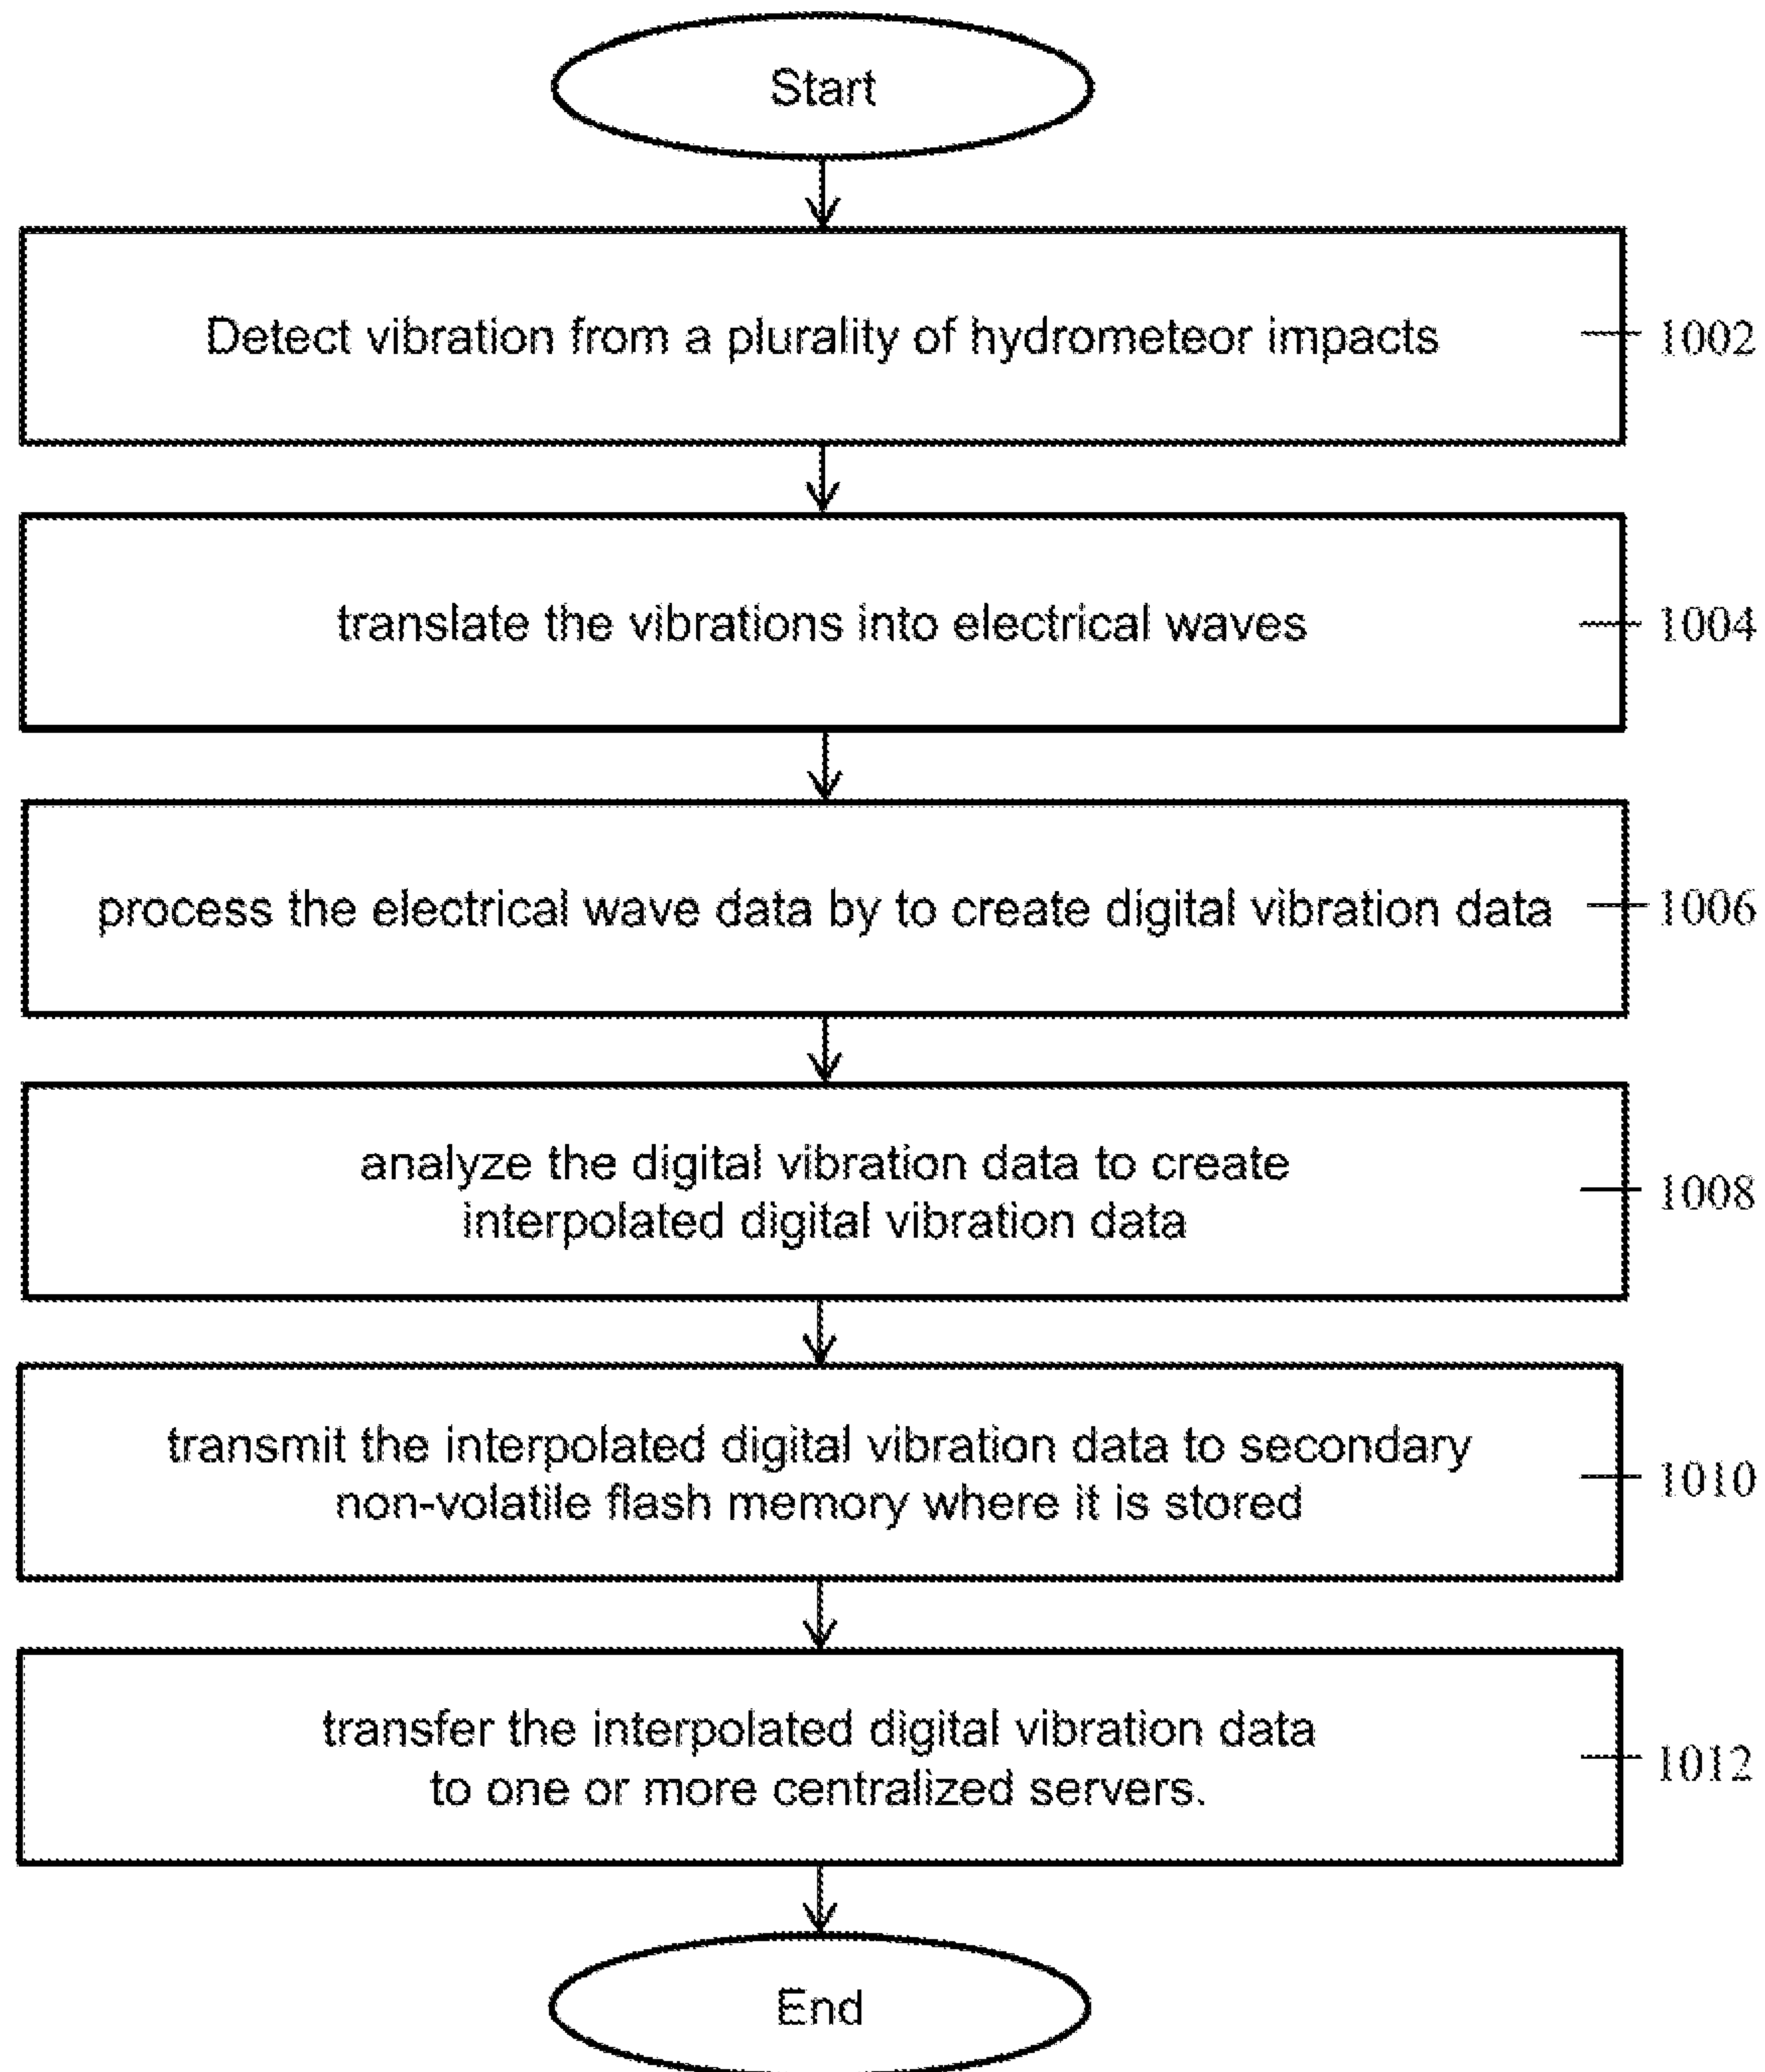 Start
Detect vibration from a plurality of hydrometeor impacts
1002
translate the vibrations into electrical waves
1004
process the electrical wave data by to create digital vibration data
1006
analyze the digital vibration data to create
interpolated digital vibration data
1008
transmit the interpolated digital vibration data to secondary
non-volatile flash memory where it is stored
1010
transfer the interpolated digital vibration data
to one or more centralized servers.
1012
End